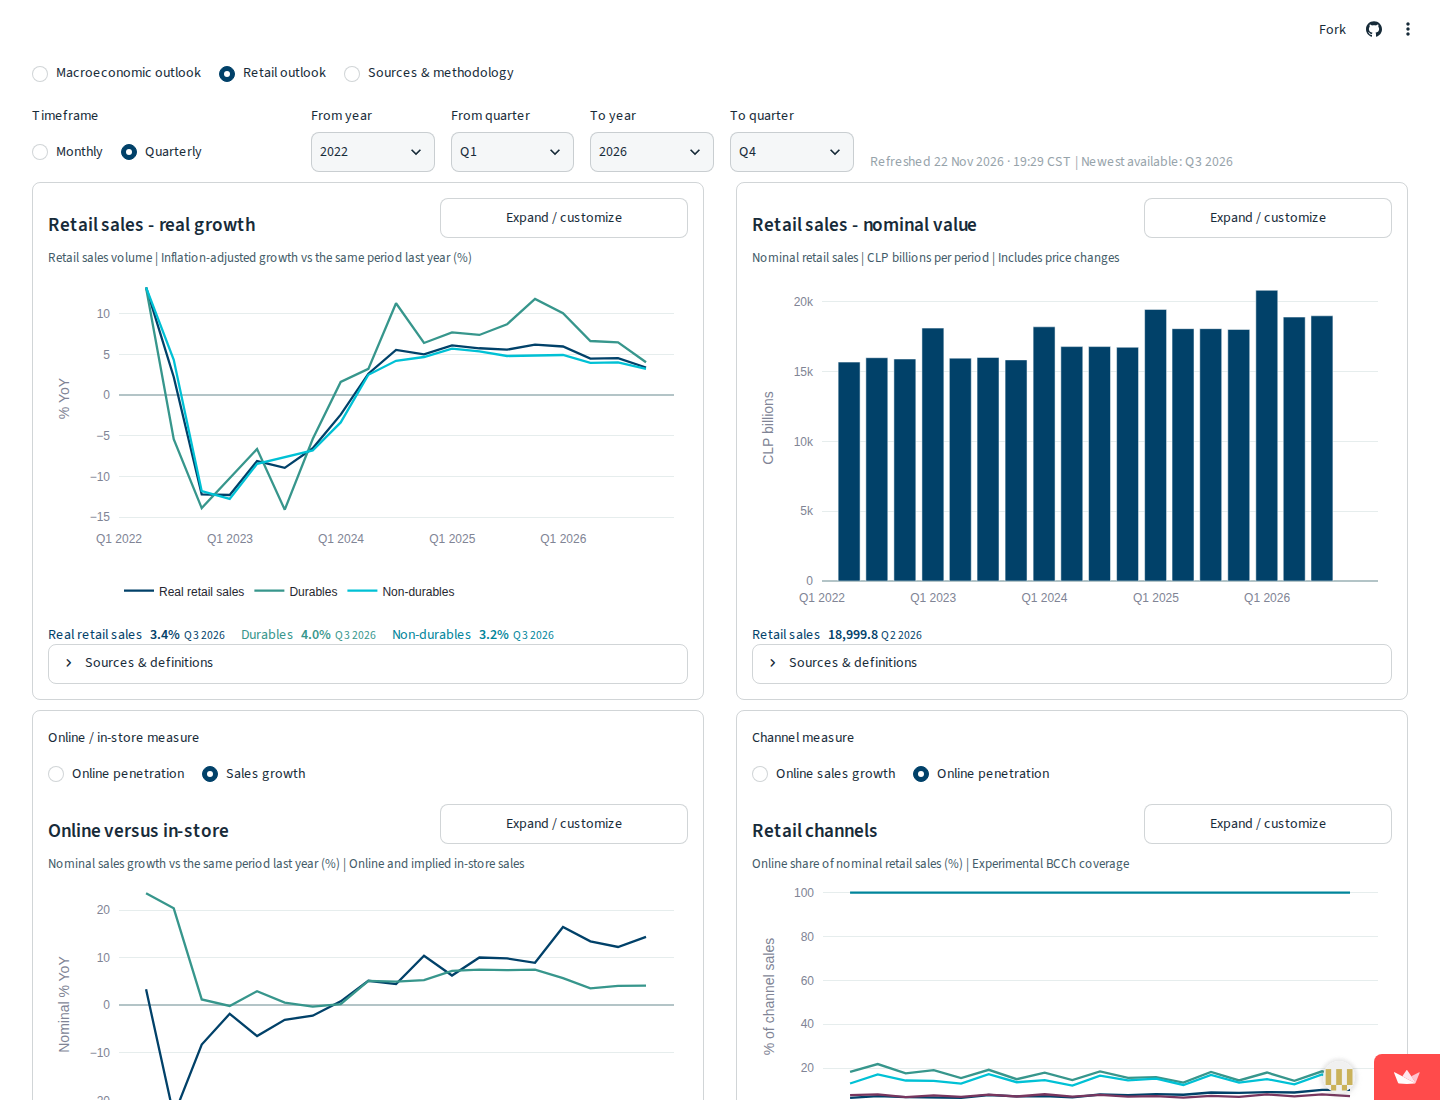 Fork
Macroeconomic outlook Retail outlook Sources & methodology
Timeframe From year From quarter To year To quarter
Monthly Quarterly 2022 Q1 2026 Q4 Refreshed 22 Nov 2026 · 19:29 CST | Newest available: Q3 2026
Retail sales - real growth Expand / customize
Retail sales volume | Inflation-adjusted growth vs the same period last year (%)
% YoY
10
5
0
−5
−10
−15
Q1 2022 Q1 2023 Q1 2024 Q1 2025 Q1 2026
Real retail sales Durables Non-durables
Real retail sales 3.4% Q3 2026 Durables 4.0% Q3 2026 Non-durables 3.2% Q3 2026
Sources & definitions
Retail sales - nominal value Expand / customize
Nominal retail sales | CLP billions per period | Includes price changes
CLP billions
20k
15k
10k
5k
0
Q1 2022 Q1 2023 Q1 2024 Q1 2025 Q1 2026
Retail sales 18,999.8 Q2 2026
Sources & definitions
Online / in-store measure
Online penetration Sales growth
Online versus in-store Expand / customize
Nominal sales growth vs the same period last year (%) | Online and implied in-store sales
Nominal % YoY
20
10
0
−10
Channel measure
Online sales growth Online penetration
Retail channels Expand / customize
Online share of nominal retail sales (%) | Experimental BCCh coverage
% of channel sales
100
80
60
40
20